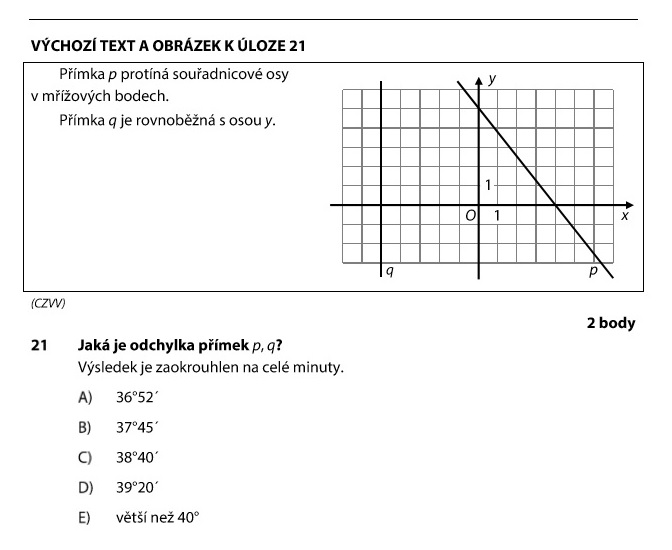 VÝCHOZÍ TEXT A OBRÁZEK K ÚLOZE 21
Přímka p protíná souřadnicové osy
v mřížových bodech.
Přímka q je rovnoběžná s osou y.
y
1
O
1
x
q
p
(CZVV)
2 body
21 Jaká je odchylka přímek p, q?
Výsledek je zaokrouhlen na celé minuty.
A) 36°52´
B) 37°45´
C) 38°40´
D) 39°20´
E) větší než 40°